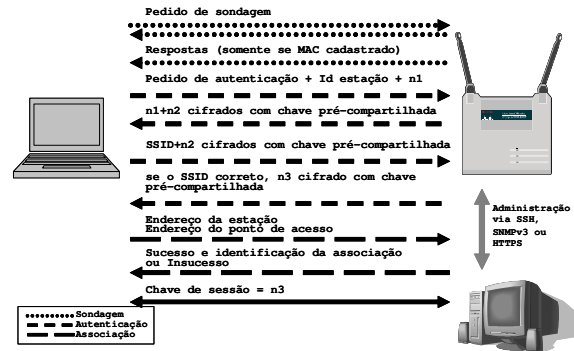 Pedido de sondagem
Respostas (somente se MAC cadastrado)
Pedido de autenticação + Id estação + n1
n1+n2 cifrados com chave pré-compartilhada
SSID+n2 cifrados com chave pré-compartilhada
se o SSID correto, n3 cifrado com chave
pré-compartilhada
Endereço da estação
Endereço do ponto de acesso
Sucesso e identificação da associação
ou Insucesso
Chave de sessão = n3
Administração
via SSH,
SNMPv3 ou
HTTPS
Sondagem
Autenticação
Associação